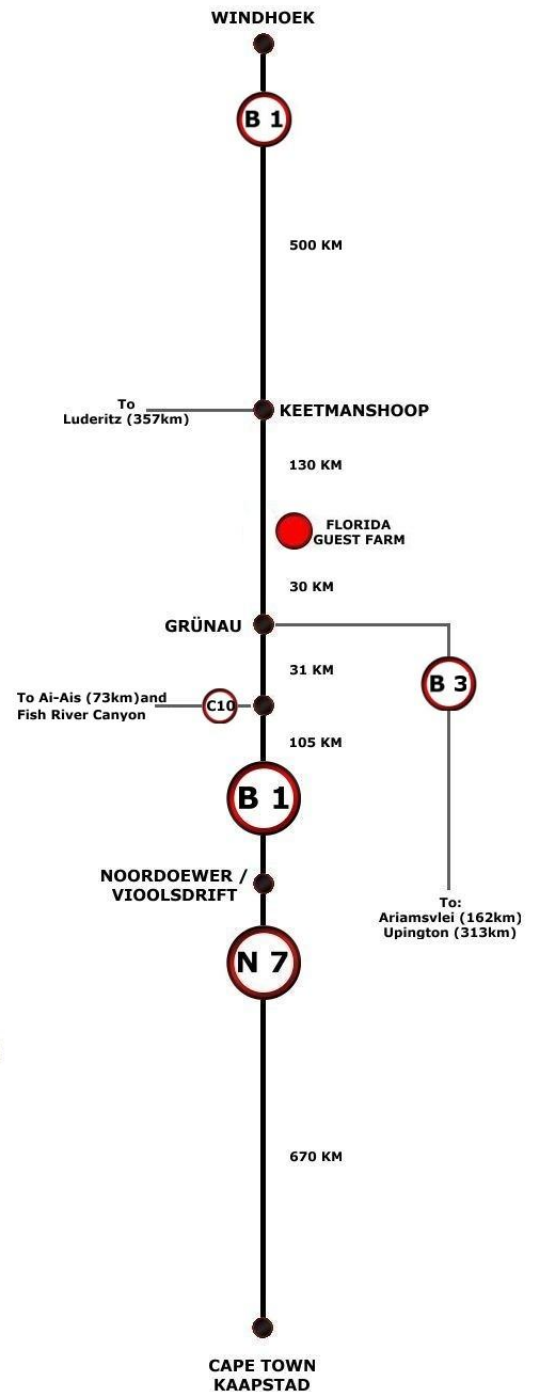 WINDHOEK
B 1
500 KM
To
Luderitz (357km)
KEETMANSHOOP
130 KM
FLORIDA
GUEST FARM
30 KM
GRÜNAU
31 KM
B 3
To Ai-Ais (73km)and
Fish River Canyon
C10
105 KM
B 1
NOORDOEWER /
VIOOLSDRIFT
To:
Ariamsvlei (162km)
Upington (313km)
N 7
670 KM
CAPE TOWN
KAAPSTAD